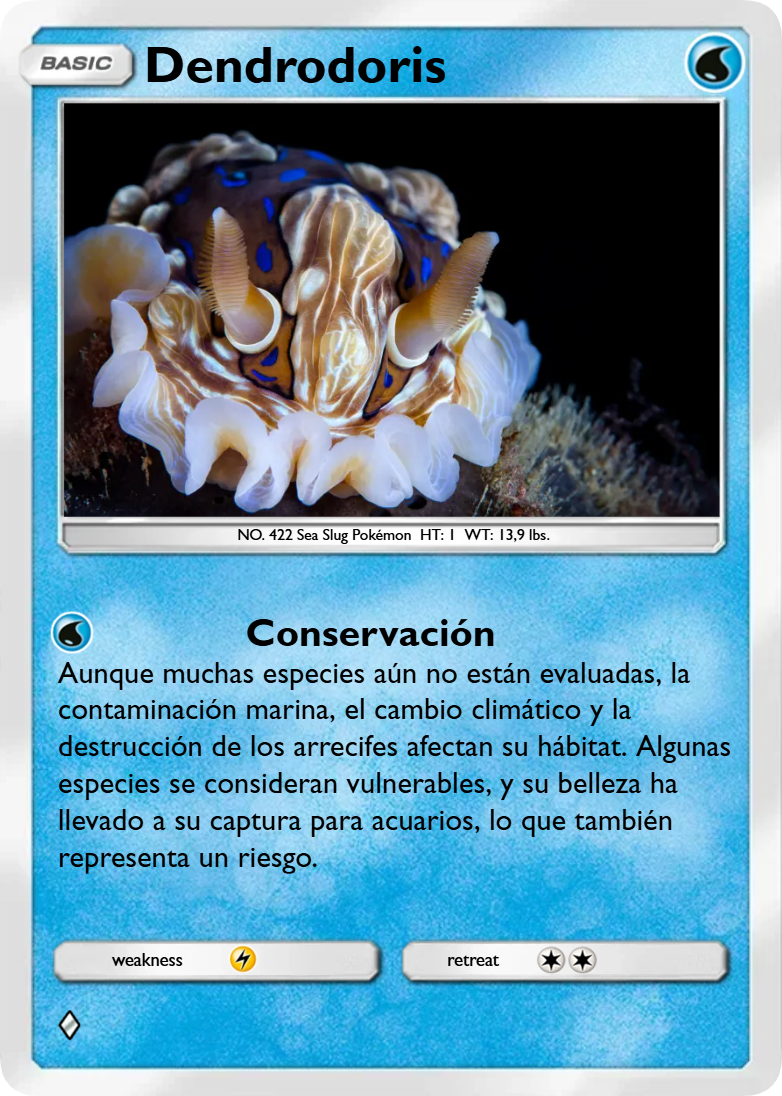 BASIC
Dendrodoris
NO. 422 Sea Slug Pokémon HT: 1 WT: 13,9 lbs.
Conservación
Aunque muchas especies aún no están evaluadas, la
contaminación marina, el cambio climático y la
destrucción de los arrecifes afectan su hábitat. Algunas
especies se consideran vulnerables, y su belleza ha
llevado a su captura para acuarios, lo que también
representa un riesgo.
weakness
retreat